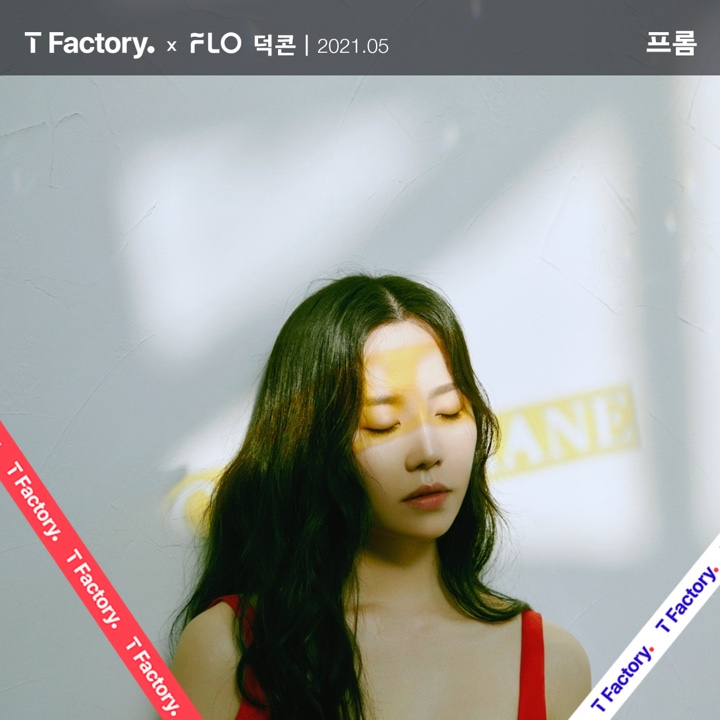 T Factory. x FLO 덕콘 | 2021.05
프롬
ANE
T Factory. T Factory. T Factory.
T Factory. T Factory.